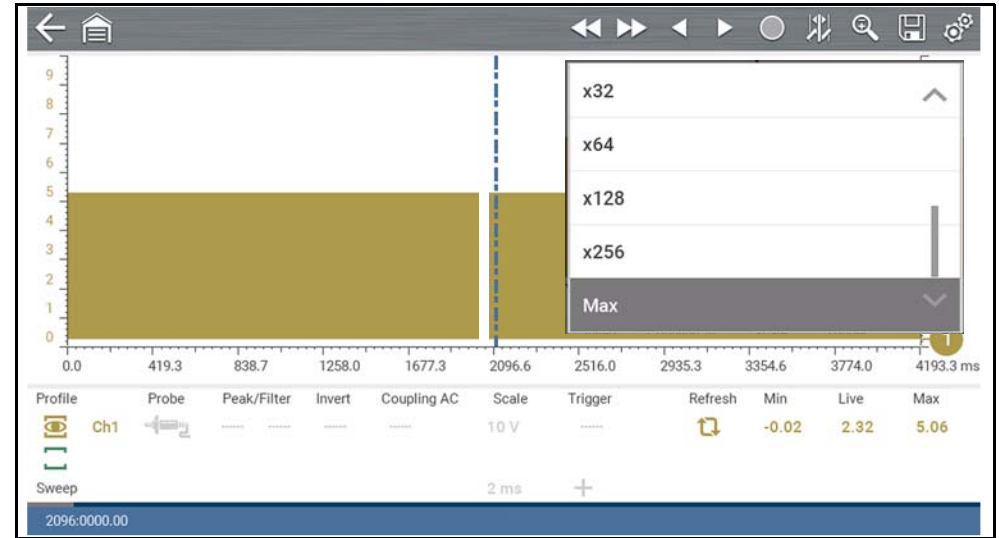 9
x32
8
7
x64
6
5
x128
4
3
x256
2
1
Max
0
1
0.0 419.3 838.7 1258.0 1677.3 2096.6 2516.0 2935.3 3354.6 3774.0 4193.3 ms
Profile Probe Peak/Filter Invert Coupling AC Scale Trigger Refresh Min Live Max
Ch1 ------ ------ ------ ------ 10 V ------ -0.02 2.32 5.06
Sweep 2 ms +
2096:0000.00